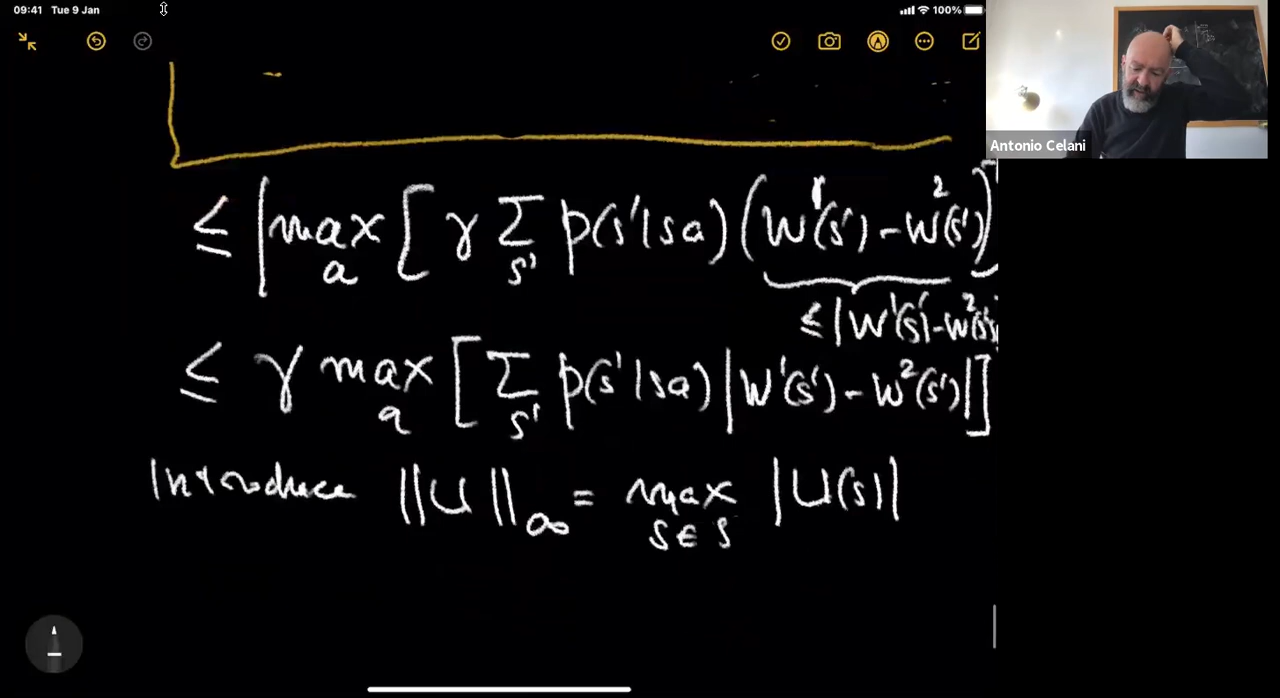 09:41 Tue 9 Jan 100%
Antonio Celani
≤ |max_a [γ Σ_s' p(s'|sa) (W¹(s') - W²(s'))
≤ |W¹(s') - W²(s')
≤ γ max_a [Σ_s' p(s'|sa) |W¹(s') - W²(s')|]
Introduce ||U||_∞ = max_{s∈S} |U(s)|